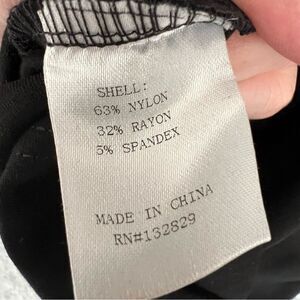 SHELL:
63% NYLON
32% RAYON
5% SPANDEX
MADE IN CHINA
RN#132829